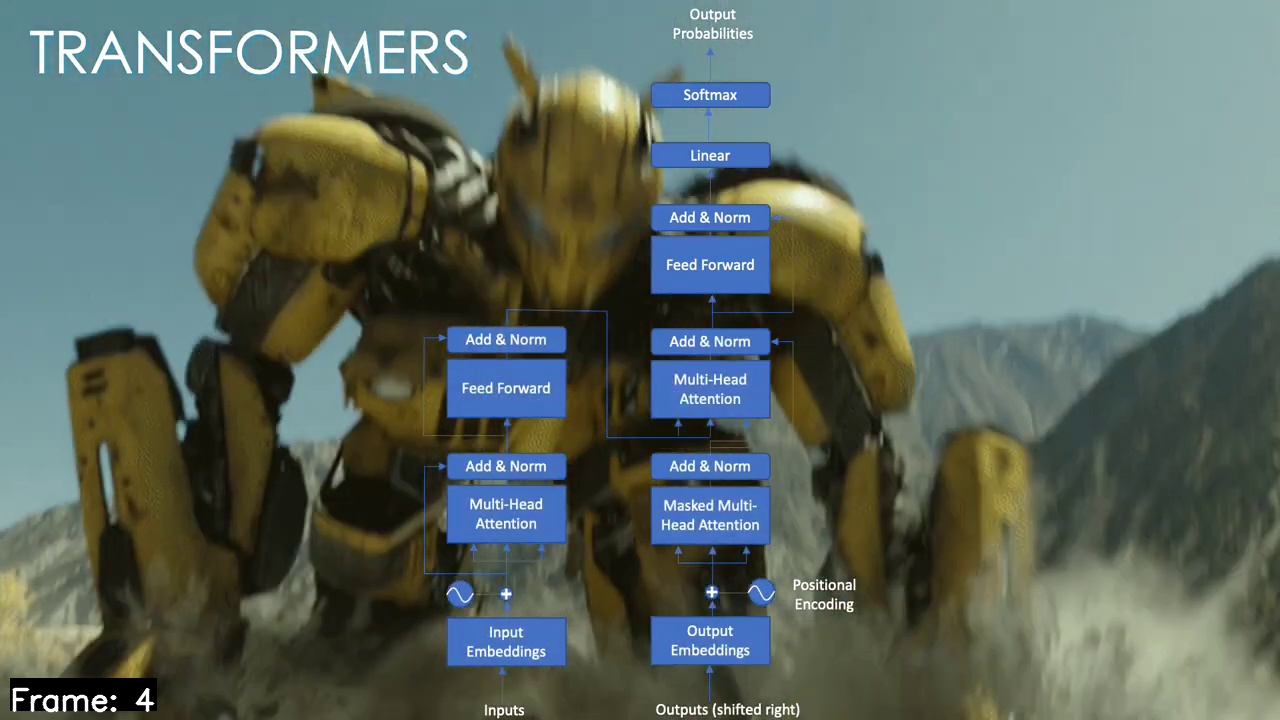 TRANSFORMERS
Output
Probabilities
Softmax
Linear
Add & Norm
Feed Forward
Add & Norm
Multi-Head
Attention
Add & Norm
Masked Multi-
Head Attention
Positional
Encoding
Output
Embeddings
Outputs (shifted right)
Add & Norm
Feed Forward
Add & Norm
Multi-Head
Attention
Input
Embeddings
Inputs
Frame: 4